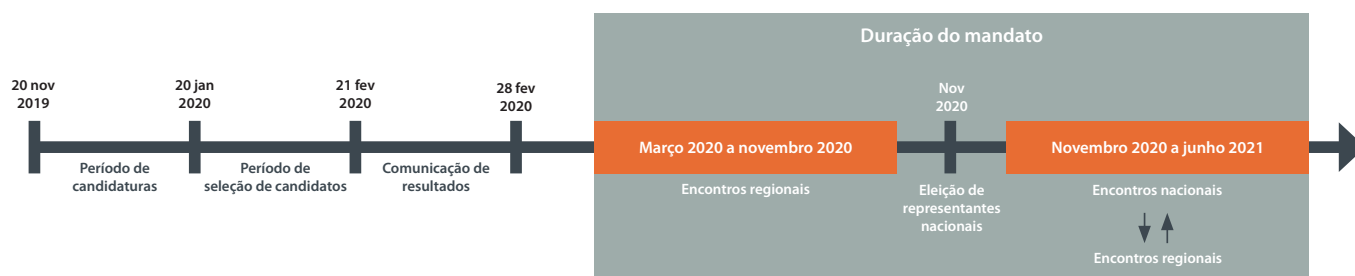 Duração do mandato
20 nov
2019
20 jan
2020
21 fev
2020
28 fev
2020
Nov
2020
Março 2020 a novembro 2020
Novembro 2020 a junho 2021
Período de
candidaturas
Período de
seleção de candidatos
Comunicação de
resultados
Encontros regionais
Eleição de
representantes
nacionais
Encontros nacionais
Encontros regionais